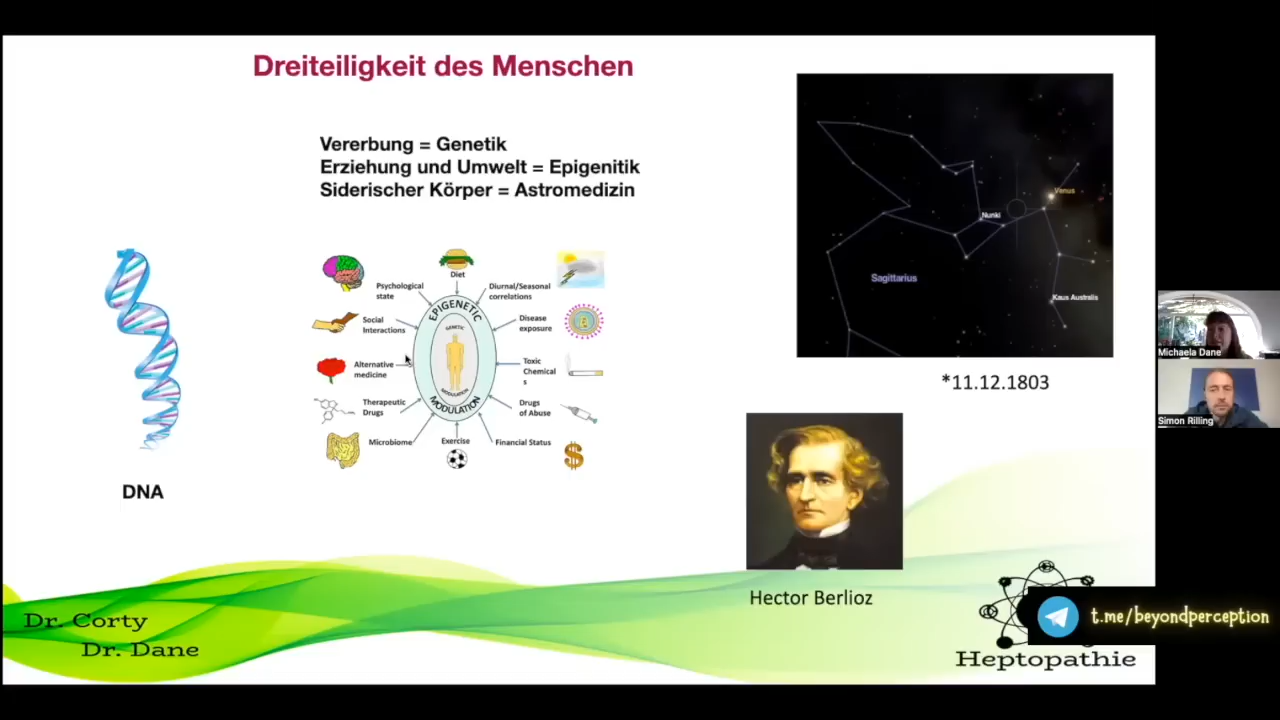 Dreiteiligkeit des Menschen
Vererbung = Genetik
Erziehung und Umwelt = Epigenitik
Siderischer Körper = Astromedizin
DNA
Diet
Psychological
state
Diurnal/Seasonal
correlations
Social
Interactions
Disease
exposure
Alternative
medicine
Toxic
Chemical
s
Therapeutic
Drugs
Drugs
of Abuse
Microbiome
Exercise
Financial Status
EPIGENETIC
GENETIC
MODULATION
MODULATION
Venus
Nunki
Sagittarius
Kaus Australis
*11.12.1803
Hector Berlioz
Michaela Dane
Simon Rilling
Dr. Corty
Dr. Dane
t.me/beyondperception
Heptopathie